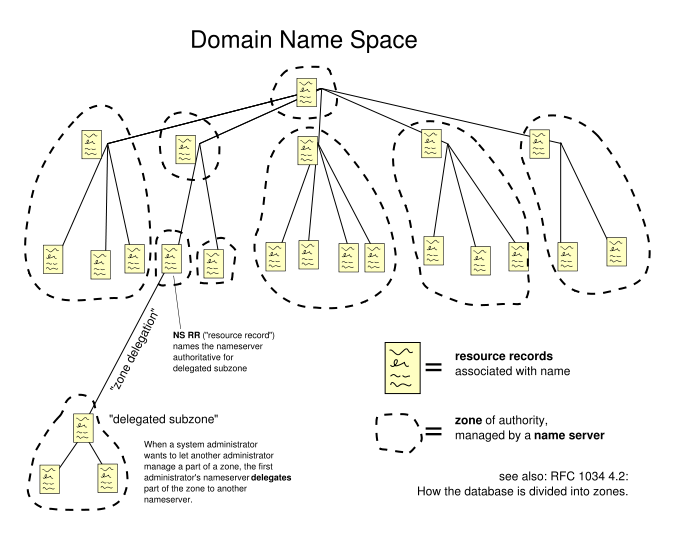 Domain Name Space
"zone delegation"
NS RR ("resource record")
names the nameserver
authoritative for
delegated subzone
resource records
associated with name
"delegated subzone"
zone of authority,
managed by a name server
When a system administrator
wants to let another administrator
manage a part of a zone, the first
administrator's nameserver delegates
part of the zone to another
nameserver.
see also: RFC 1034 4.2:
How the database is divided into zones.